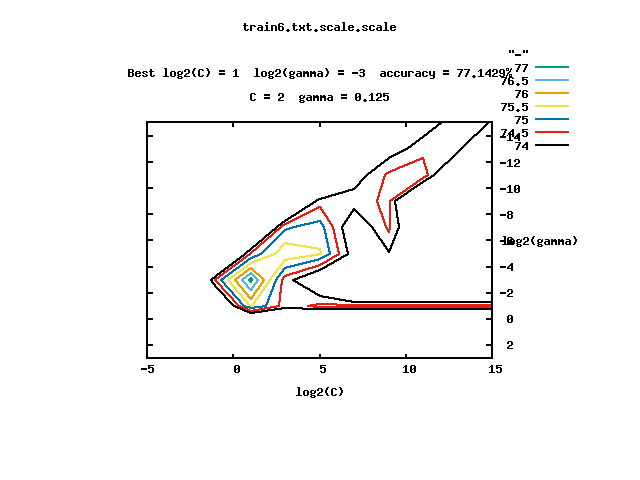 train6.txt.scale.scale
"-"
Best log2(C) = 1  log2(gamma) = -3  accuracy = 77.1429%
77
76.5
C = 2  gamma = 0.125
76
75.5
75
74.5
74
-14
-12
-10
-8
-6
log2(gamma)
-4
-2
0
2
-5 0 5 10 15
log2(C)